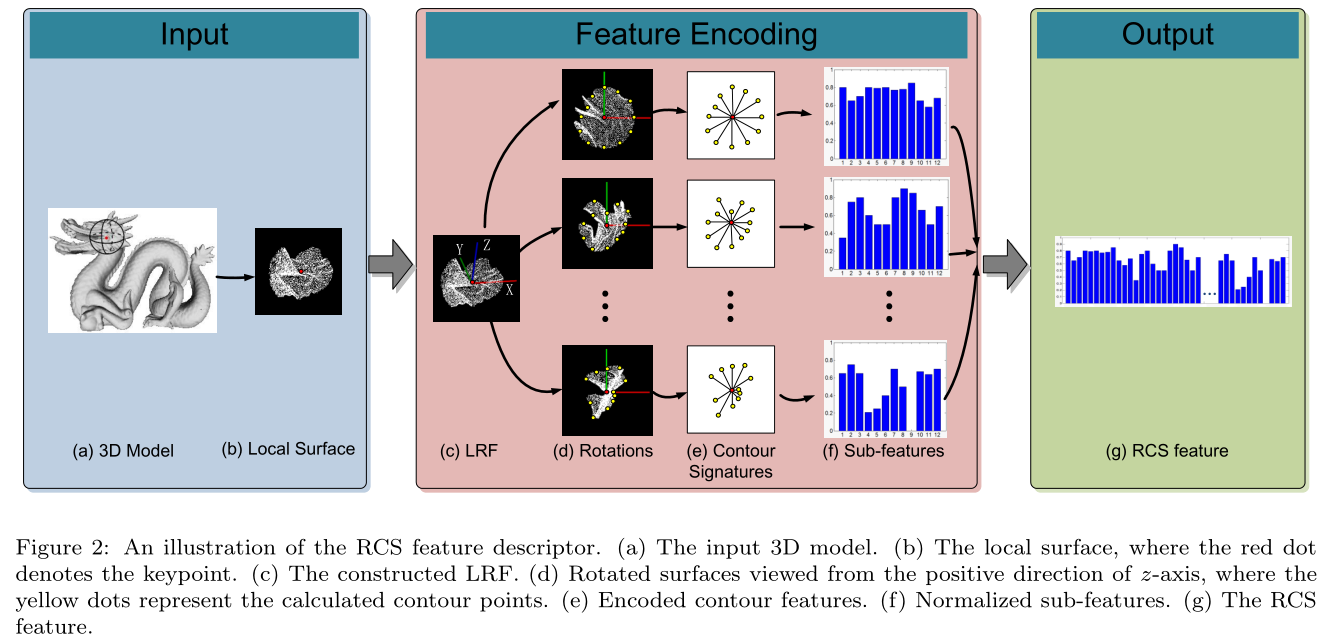 Input
Feature Encoding
Output
1
0.8
0.6
0.4
0.2
0
1 2 3 4 5 6 7 8 9 10 11 12
1
0.8
0.6
0.4
0.2
0
1 2 3 4 5 6 7 8 9 10 11 12
Y Z
X
1
0.8
0.6
0.4
0.2
0
1 2 3 4 5 6 7 8 9 10 11 12
(a) 3D Model
(b) Local Surface
(c) LRF
(d) Rotations
(e) Contour
Signatures
(f) Sub-features
(g) RCS feature
Figure 2: An illustration of the RCS feature descriptor. (a) The input 3D model. (b) The local surface, where the red dot
denotes the keypoint. (c) The constructed LRF. (d) Rotated surfaces viewed from the positive direction of z-axis, where the
yellow dots represent the calculated contour points. (e) Encoded contour features. (f) Normalized sub-features. (g) The RCS
feature.